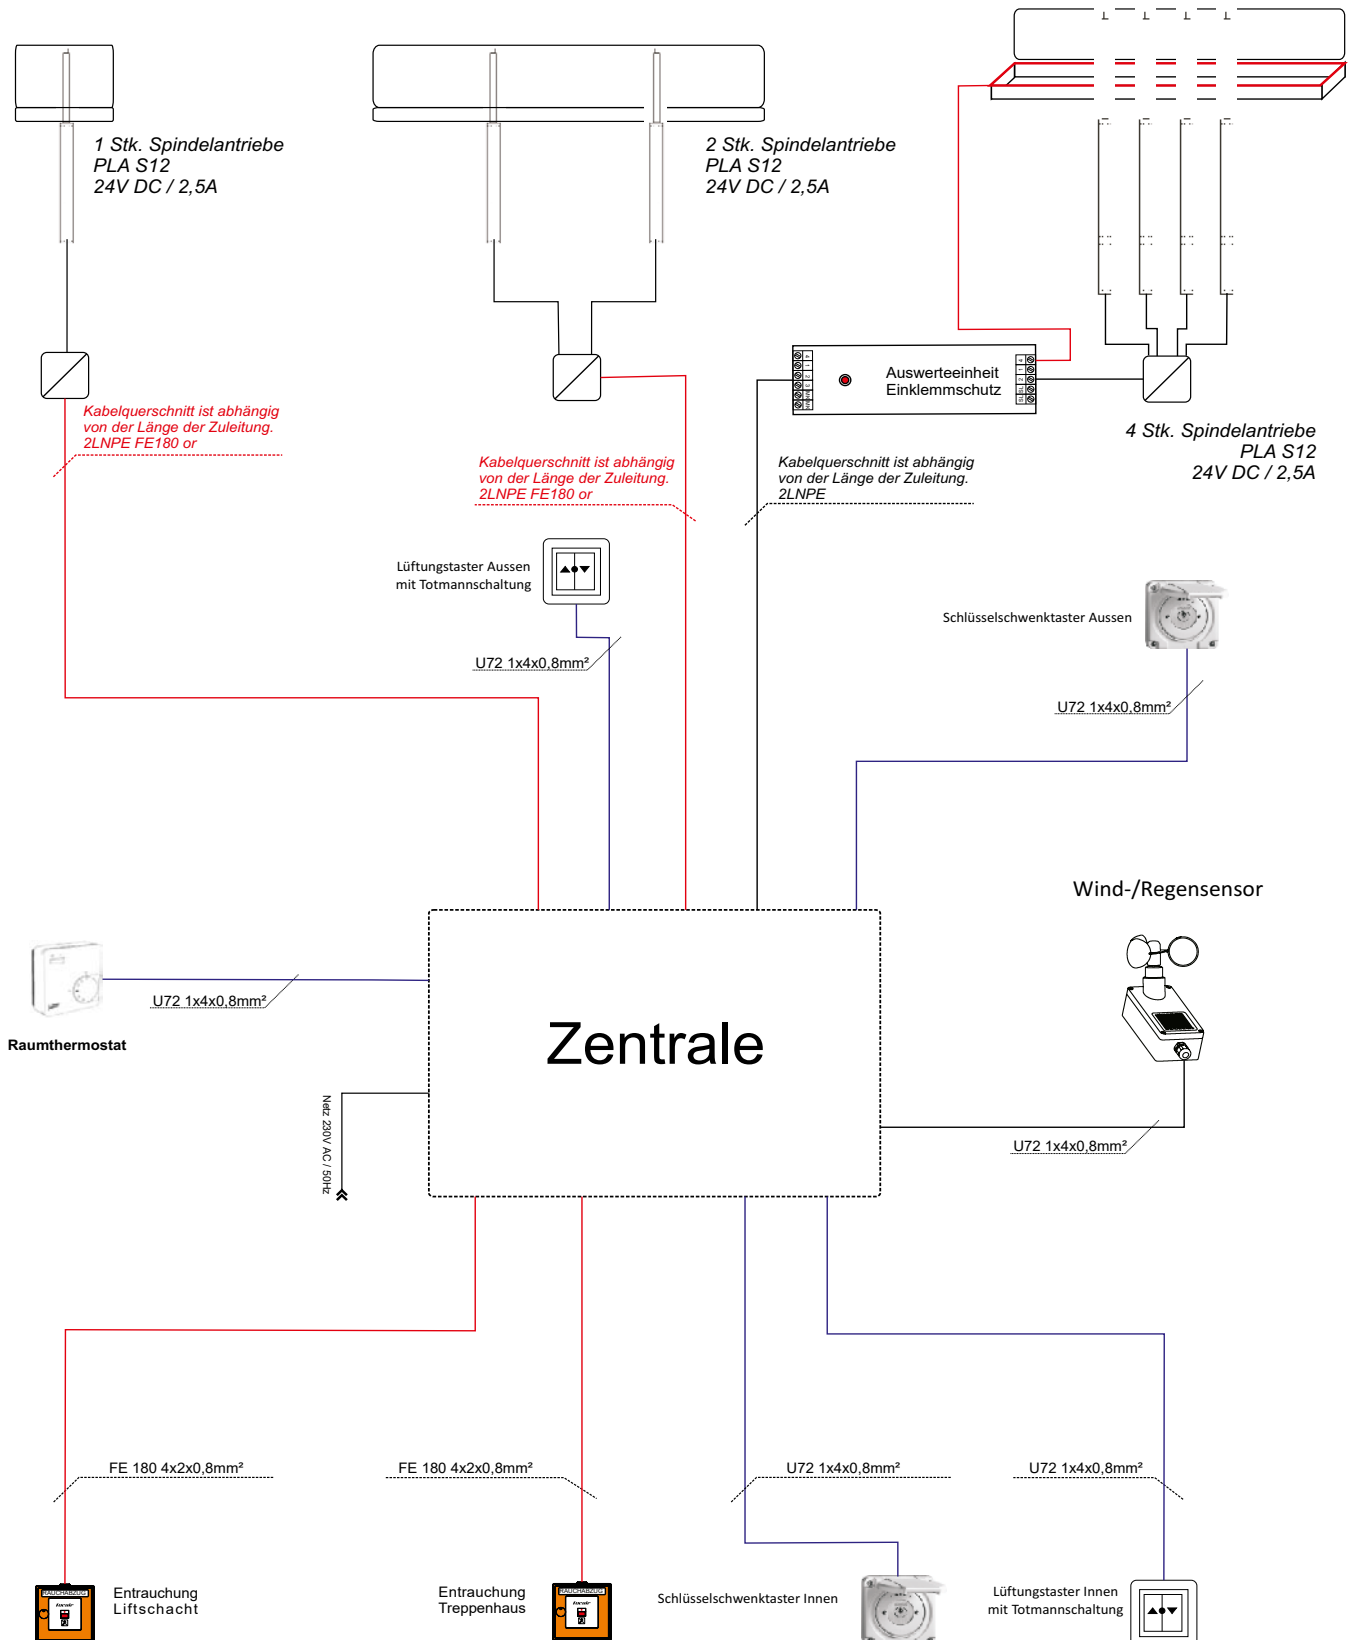 1 Stk. Spindelantriebe
PLA S12
24V DC / 2,5A
2 Stk. Spindelantriebe
PLA S12
24V DC / 2,5A
Auswerteeinheit
Einklemmschutz
4 Stk. Spindelantriebe
PLA S12
24V DC / 2,5A
Kabelquerschnitt ist abhängig
von der Länge der Zuleitung.
2LNPE FE180 or
Kabelquerschnitt ist abhängig
von der Länge der Zuleitung.
2LNPE FE180 or
Kabelquerschnitt ist abhängig
von der Länge der Zuleitung.
2LNPE
Lüftungstaster Aussen
mit Totmannschaltung
U72 1x4x0,8mm²
Schlüsselschwenktaster Aussen
U72 1x4x0,8mm²
Wind-/Regensensor
U72 1x4x0,8mm²
Raumthermostat
Zentrale
Netz 230V AC / 50Hz
U72 1x4x0,8mm²
FE 180 4x2x0,8mm²
FE 180 4x2x0,8mm²
U72 1x4x0,8mm²
U72 1x4x0,8mm²
RAUCHABZUG
Entrauchung
Liftschacht
Entrauchung
Treppenhaus
RAUCHABZUG
Schlüsselschwenktaster Innen
Lüftungstaster Innen
mit Totmannschaltung